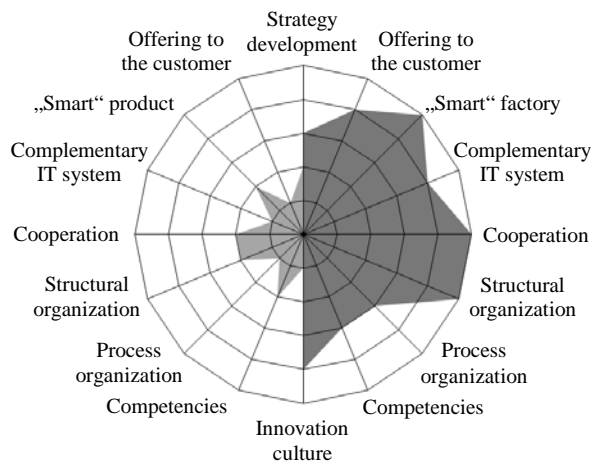 Strategy
development
Offering to
the customer
Offering to
the customer
„Smart“ product
„Smart“ factory
Complementary
IT system
Complementary
IT system
Cooperation
Cooperation
Structural
organization
Structural
organization
Process
organization
Process
organization
Competencies
Competencies
Innovation
culture